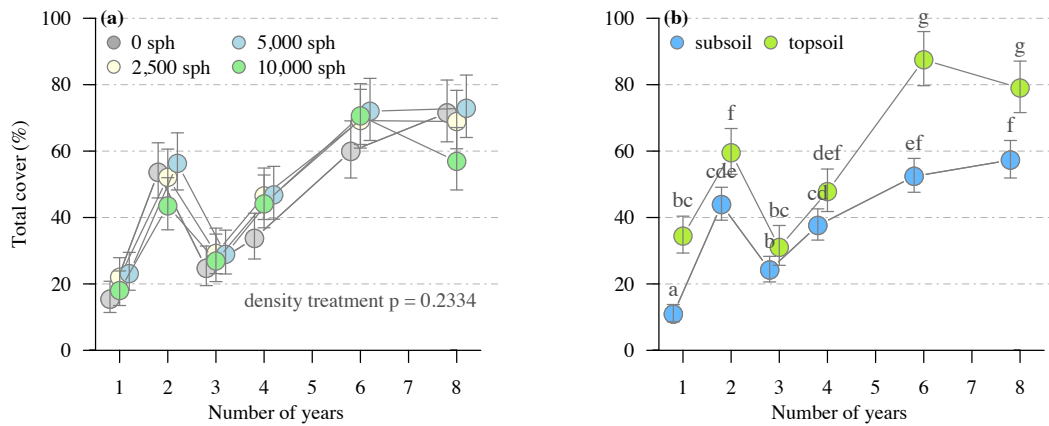 (a)
0 sph
5,000 sph
2,500 sph
10,000 sph
100
80
60
40
20
0
Total cover (%)
density treatment p = 0.2334
1 2 3 4 5 6 7 8
Number of years
(b)
subsoil
topsoil
100
80
60
40
20
0
a
bc
cde
f
b
bc
cd
def
ef
g
f
g
1 2 3 4 5 6 7 8
Number of years